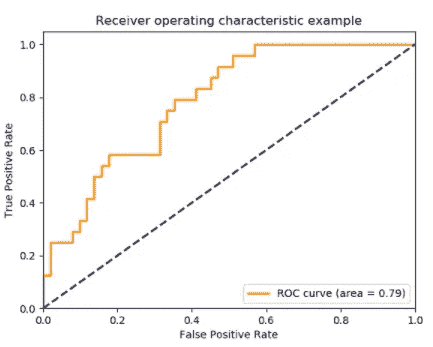 Receiver operating characteristic example
1.0
0.8
0.6
0.4
0.2
0.0
True Positive Rate
ROC curve (area = 0.79)
0.0 0.2 0.4 0.6 0.8 1.0
False Positive Rate